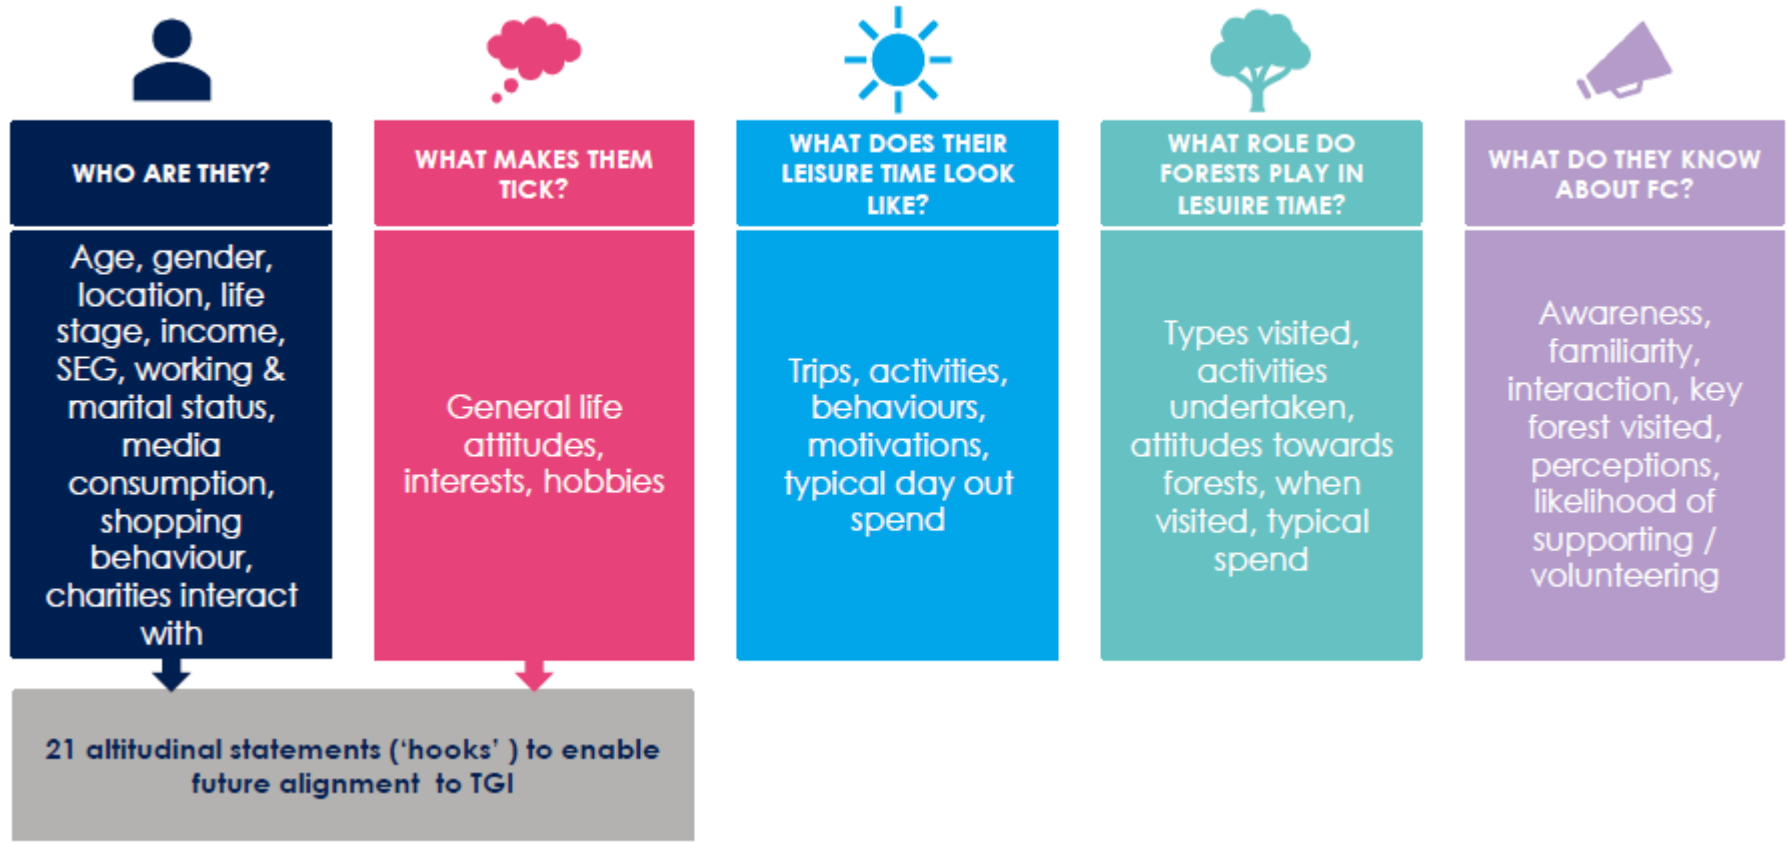 WHO ARE THEY?
Age, gender,
location, life
stage, income,
SEG, working &
marital status,
media
consumption,
shopping
behaviour,
charities interact
with
WHAT MAKES THEM
TICK?
General life
attitudes,
interests, hobbies
WHAT DOES THEIR
LEISURE TIME LOOK
LIKE?
Trips, activities,
behaviours,
motivations,
typical day out
spend
WHAT ROLE DO
FORESTS PLAY IN
LESUIRE TIME?
Types visited,
activities
undertaken,
attitudes towards
forests, when
visited, typical
spend
WHAT DO THEY KNOW
ABOUT FC?
Awareness,
familiarity,
interaction, key
forest visited,
perceptions,
likelihood of
supporting /
volunteering
21 altitudinal statements (‘hooks’ ) to enable
future alignment  to TGI